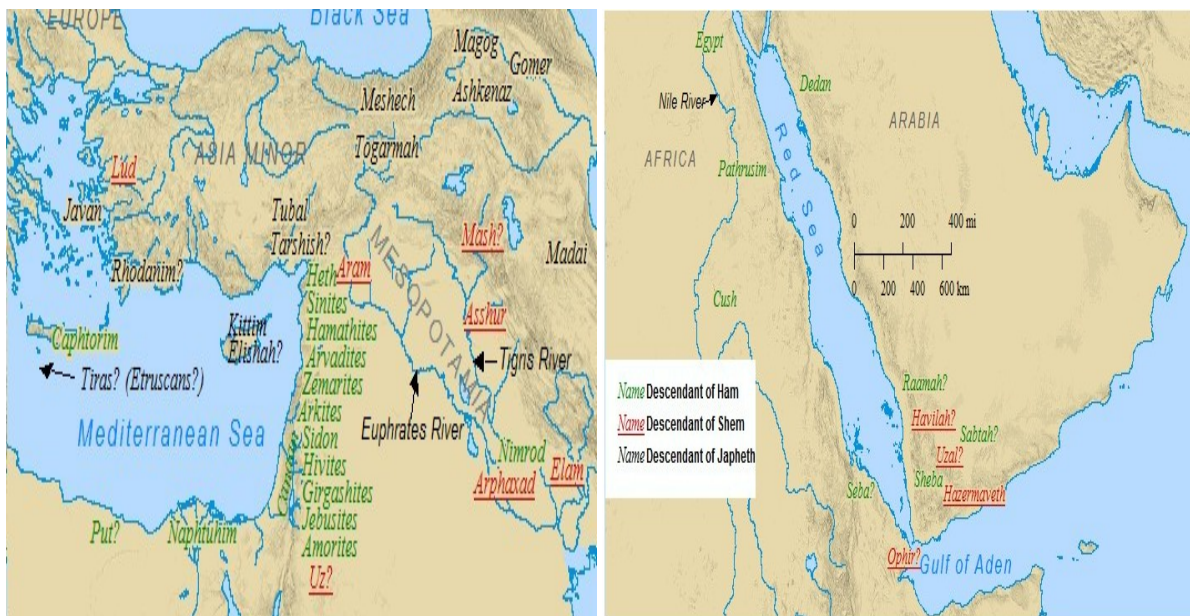 EUROPE
Black Sea
Magog
Gomer
Meshech
Ashkenaz
ASIA MINOR
Togarmah
Lud
Javan
Tubal
Tarshish?
MESOPOTAMIA
Mash?
Madai
Rhodanim?
Heth
Aram
Sinites
Hamathites
Asshur
Kittim
Elishah?
Caphtorim
Arvadites
Tigris River
Tiras? (Etruscans?)
Zemarites
Arkites
Mediterranean Sea
Euphrates River
Sidon
Canaan
Hivites
Nimrod
Girgashites
Arphaxad
Elam
Put?
Naphtuhim
Jebusites
Amorites
Uz?
Egypt
Dedan
Nile River
ARABIA
Red Sea
AFRICA
Pathrusim
0 200 400 mi
0 200 400 600 km
Cush
Name Descendant of Ham
Name Descendant of Shem
Name Descendant of Japheth
Raamah?
Havilah?
Sabtah?
Uzal?
Seba?
Sheba
Hazermaveth
Ophir?
Gulf of Aden